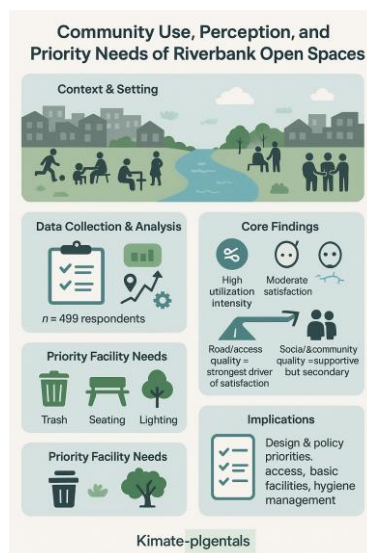 Community Use, Perception, and
Priority Needs of Riverbank Open Spaces
Context & Setting
Data Collection & Analysis
n = 499 respondents
Priority Facility Needs
Trash Seating Lighting
Priority Facility Needs
Core Findings
High
utilization
intensity
Moderate
satisfaction
Road/access
quality =
strongest driver
of satisfaction
Socia/&community
quality =supportive
but secondary
Implications
Design & policy
priorities.
access, basic
facilities, hygiene
management
Kimate-plgentals